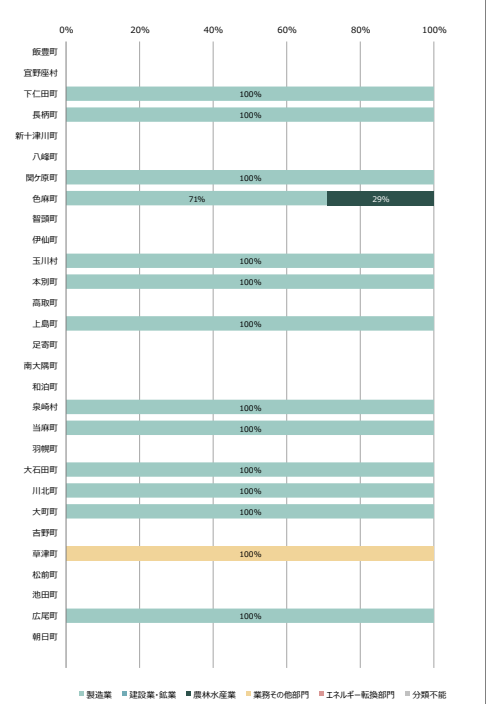 0% 20% 40% 60% 80% 100%
飯豊町
宜野座村
下仁田町 100%
長柄町 100%
新十津川町
八峰町
関ケ原町 100%
色麻町 71% 29%
智頭町
伊仙町
玉川村 100%
本別町 100%
高取町
上島町 100%
足寄町
南大隅町
和泊町
泉崎村 100%
当麻町 100%
羽幌町
大石田町 100%
川北町 100%
大町町 100%
吉野町
草津町 100%
松前町
池田町
広尾町 100%
朝日町
製造業 建設業・鉱業 農林水産業 業務その他部門 エネルギー転換部門 分類不能